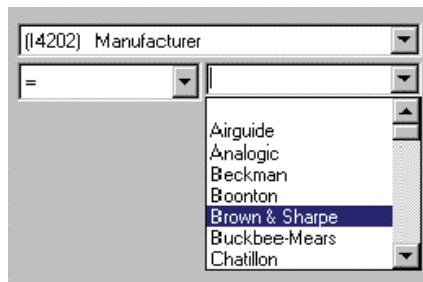 (I4202) Manufacturer
=
Airguide
Analogic
Beckman
Boonton
Brown & Sharpe
Buckbee-Mears
Chatillon